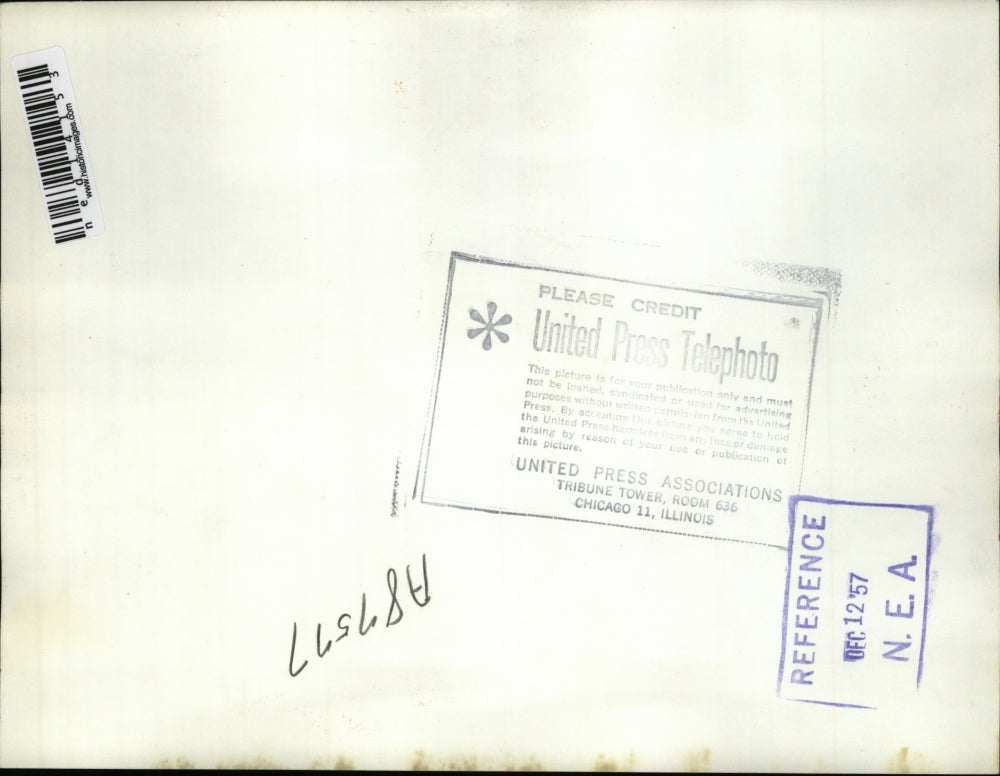 ned14153
www.historicimages.com
PLEASE CREDIT
* United Press Telephoto
This picture is for your publication only and must
not be loaned, syndicated or used for advertising
purposes without written permission from the United
Press. By accepting this picture you agree to hold
the United Press harmless from any loss or damage
arising by reason of your use or publication of
this picture.
UNITED PRESS ASSOCIATIONS
TRIBUNE TOWER, ROOM 636
CHICAGO 11, ILLINOIS
REFERENCE
DEC 12 '57
N. E. A.
A87577